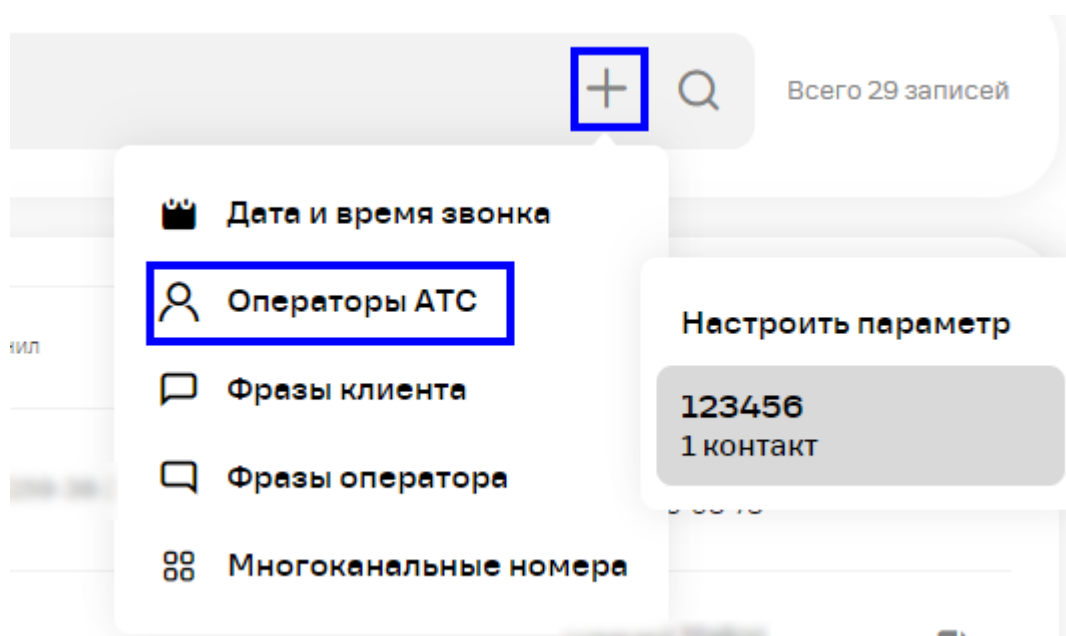 Всего 29 записей
Дата и время звонка
Операторы АТС
Настроить параметр
123456
1 контакт
Фразы клиента
Фразы оператора
Многоканальные номера